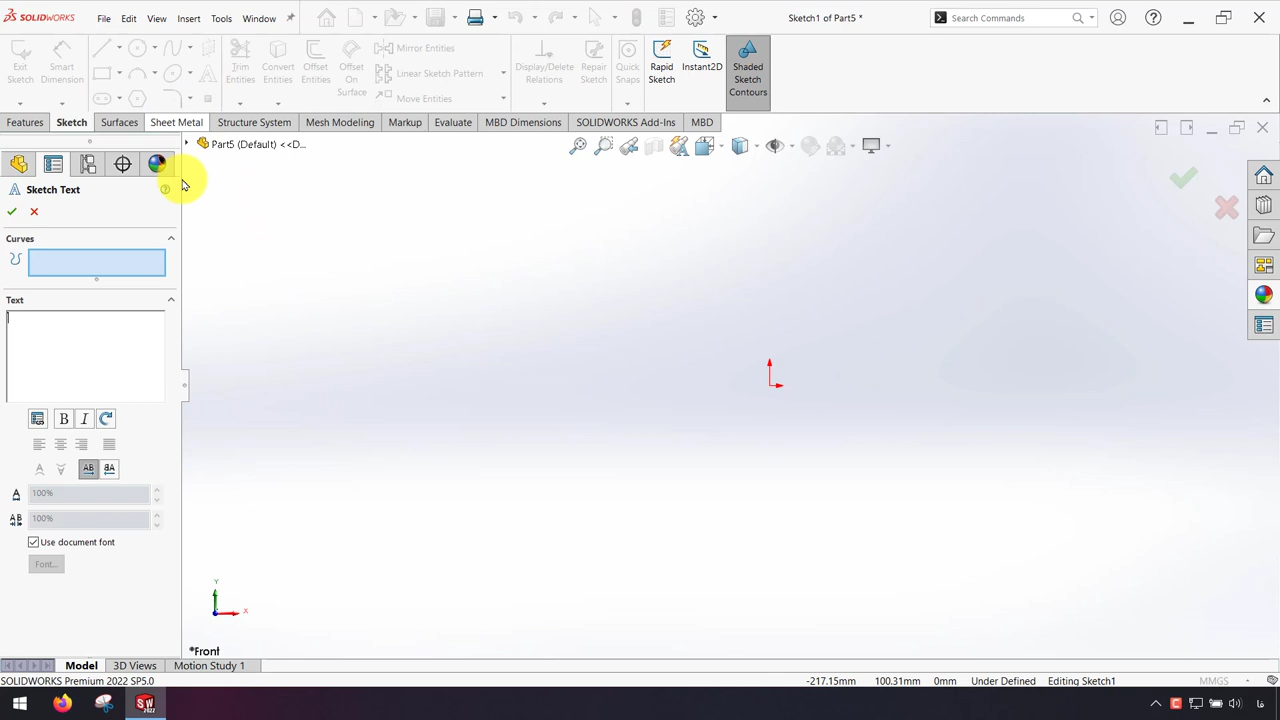 SOLIDWORKS File Edit View Insert Tools Window Sketch1 of Part5 * Search Commands
Exit Sketch
Smart Dimension
Trim Entities
Convert Entities
Offset Entities
Offset On Surface
Mirror Entities
Linear Sketch Pattern
Move Entities
Display/Delete Relations
Repair Sketch
Quick Snaps
Rapid Sketch
Instant2D
Shaded Sketch Contours
Features Sketch Surfaces Sheet Metal Structure System Mesh Modeling Markup Evaluate MBD Dimensions SOLIDWORKS Add-Ins MBD
Part5 (Default) <<D...
Sketch Text
Curves
Text
B I
AB
100%
AB
100%
Use document font
Font...
Y
X
*Front
Model 3D Views Motion Study 1
SOLIDWORKS Premium 2022 SP5.0 -217.15mm 100.31mm 0mm Under Defined Editing Sketch1 MMGS
SW
2022
فا